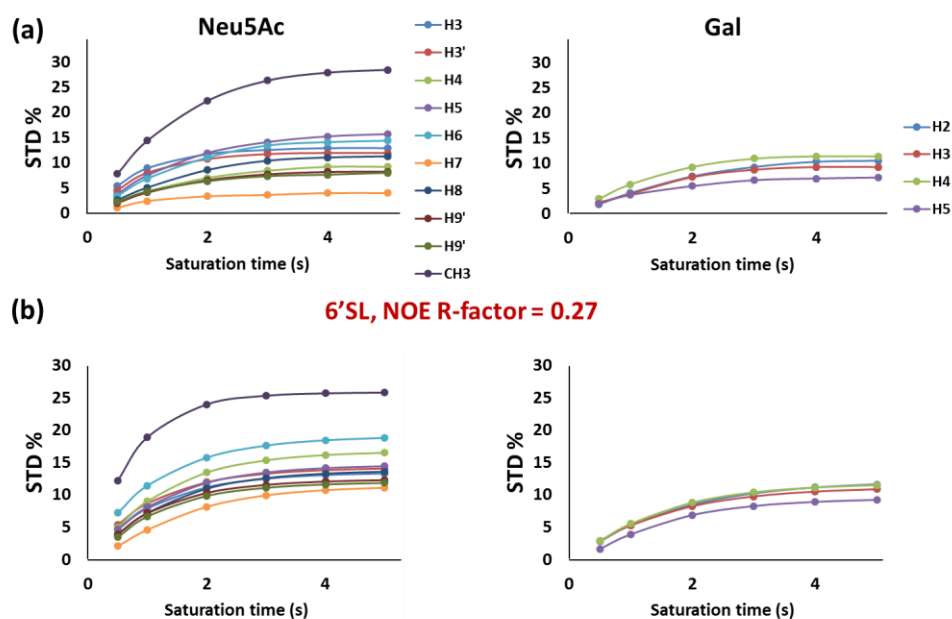 (a)
Neu5Ac
Gal
STD %
30
25
20
15
10
5
0
0
2
4
Saturation time (s)
H3
H3'
H4
H5
H6
H7
H8
H9'
H9'
CH3
STD %
30
25
20
15
10
5
0
0
2
4
Saturation time (s)
H2
H3
H4
H5
(b)
6'SL, NOE R-factor = 0.27
STD %
30
25
20
15
10
5
0
0
2
4
Saturation time (s)
STD %
30
25
20
15
10
5
0
0
2
4
Saturation time (s)